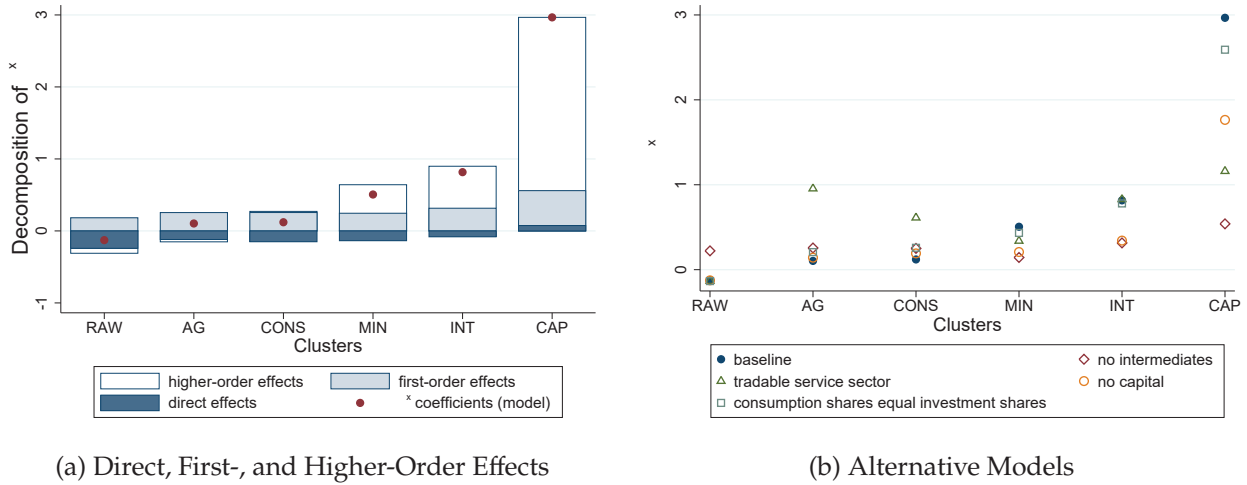 Decomposition of x
3
2
1
0
-1
RAW AG CONS MIN INT CAP
Clusters
higher-order effects
first-order effects
direct effects
x coefficients (model)
(a) Direct, First-, and Higher-Order Effects
x
3
2
1
0
RAW AG CONS MIN INT CAP
Clusters
baseline
no intermediates
tradable service sector
no capital
consumption shares equal investment shares
(b) Alternative Models